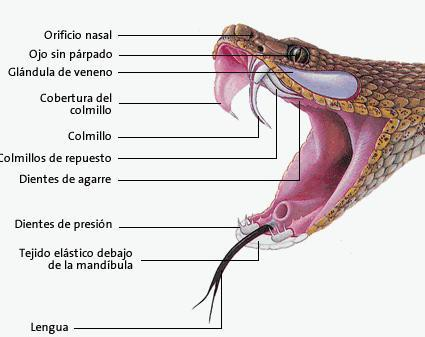 Orificio nasal
Ojo sin párpado
Glándula de veneno
Cobertura del
colmillo
Colmillo
Colmillos de repuesto
Dientes de agarre
Dientes de presión
Tejido elástico debajo
de la mandíbula
Lengua